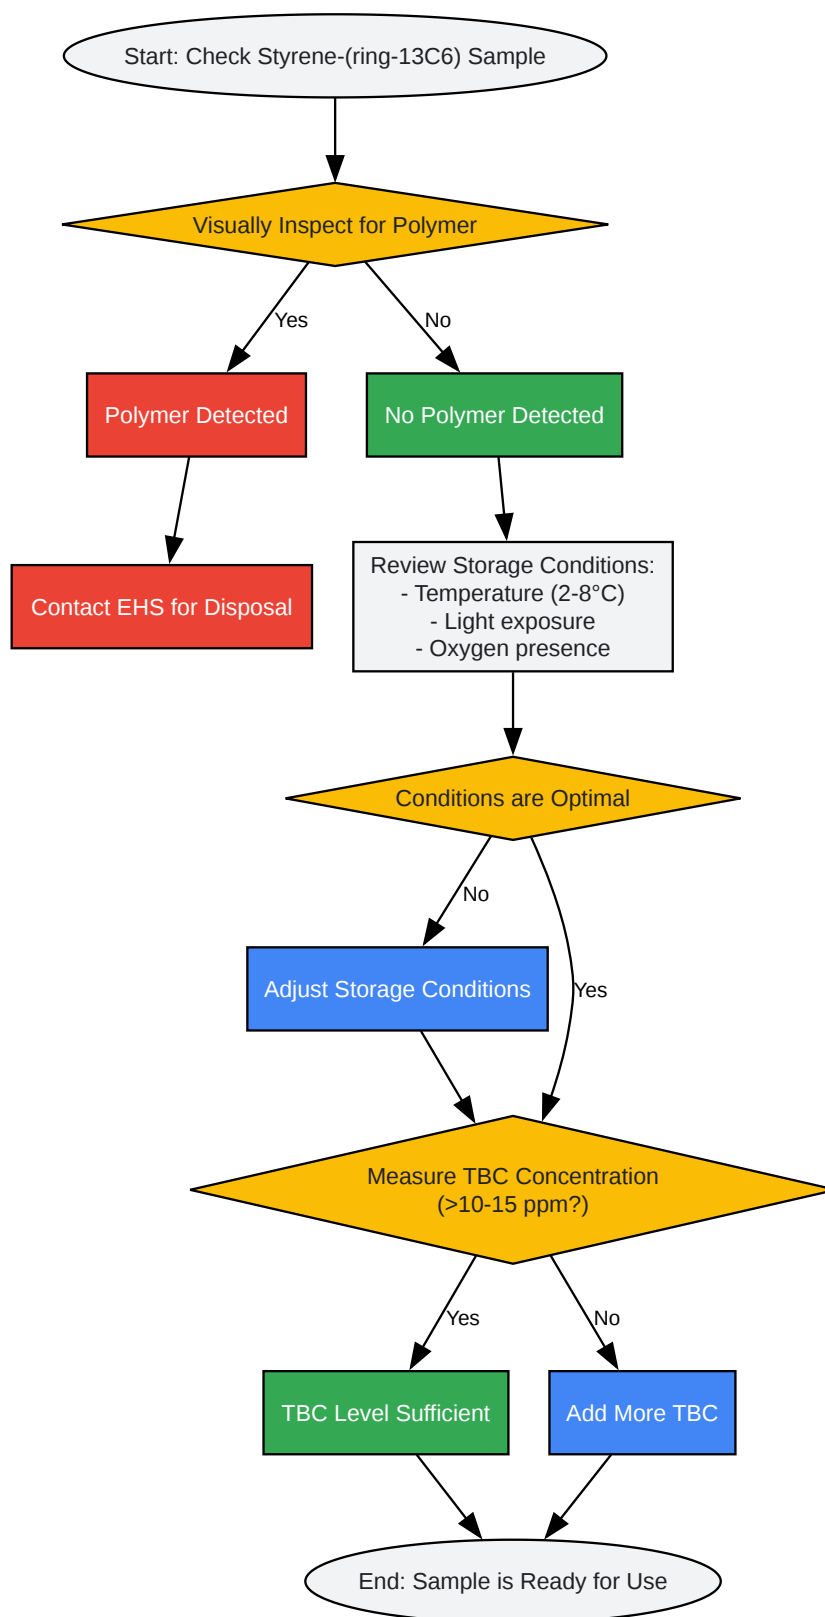 Start: Check Styrene-(ring-13C6) Sample
Visually Inspect for Polymer
Yes
No
Polymer Detected
No Polymer Detected
Contact EHS for Disposal
Review Storage Conditions:
- Temperature (2-8°C)
- Light exposure
- Oxygen presence
Conditions are Optimal
No
Adjust Storage Conditions
Yes
Measure TBC Concentration
(>10-15 ppm?)
Yes
No
TBC Level Sufficient
Add More TBC
End: Sample is Ready for Use